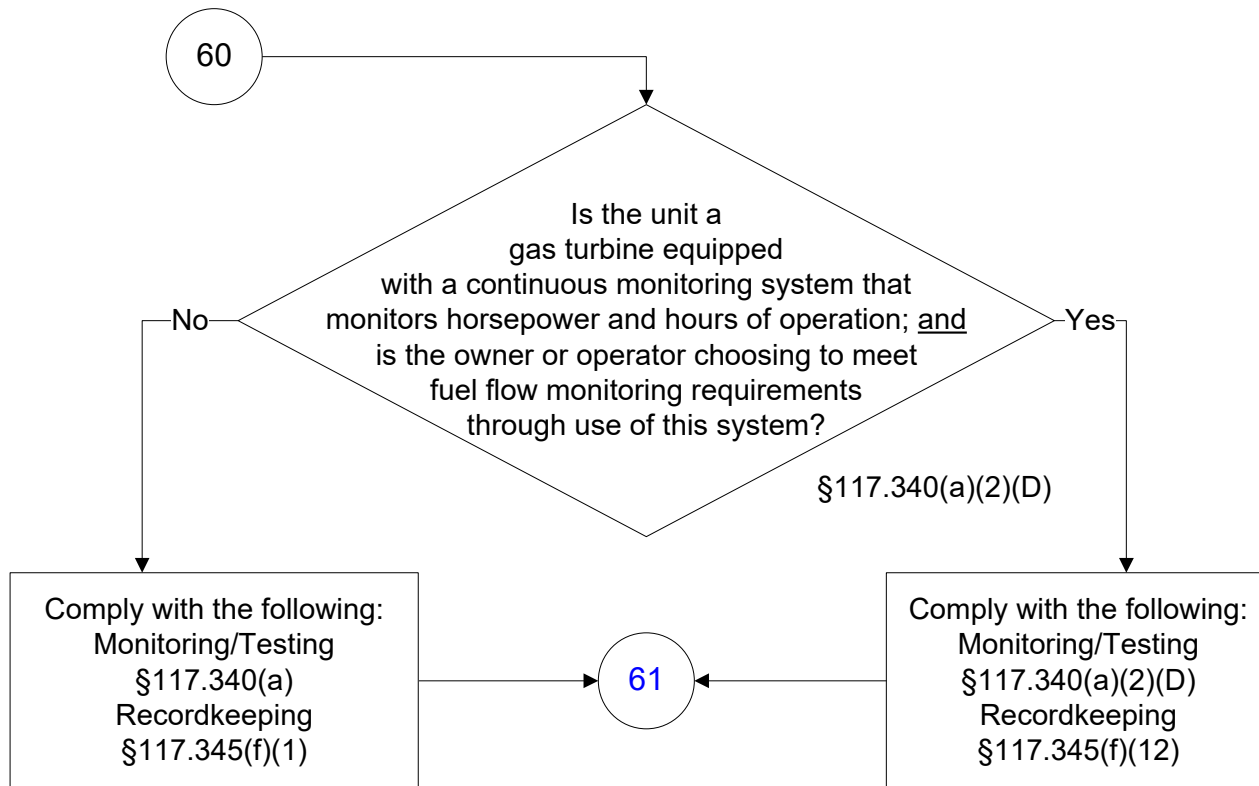 60
Is the unit a
gas turbine equipped
with a continuous monitoring system that
monitors horsepower and hours of operation; and
is the owner or operator choosing to meet
fuel flow monitoring requirements
through use of this system?
No
Yes
§117.340(a)(2)(D)
Comply with the following:
Monitoring/Testing
§117.340(a)
Recordkeeping
§117.345(f)(1)
61
Comply with the following:
Monitoring/Testing
§117.340(a)(2)(D)
Recordkeeping
§117.345(f)(12)